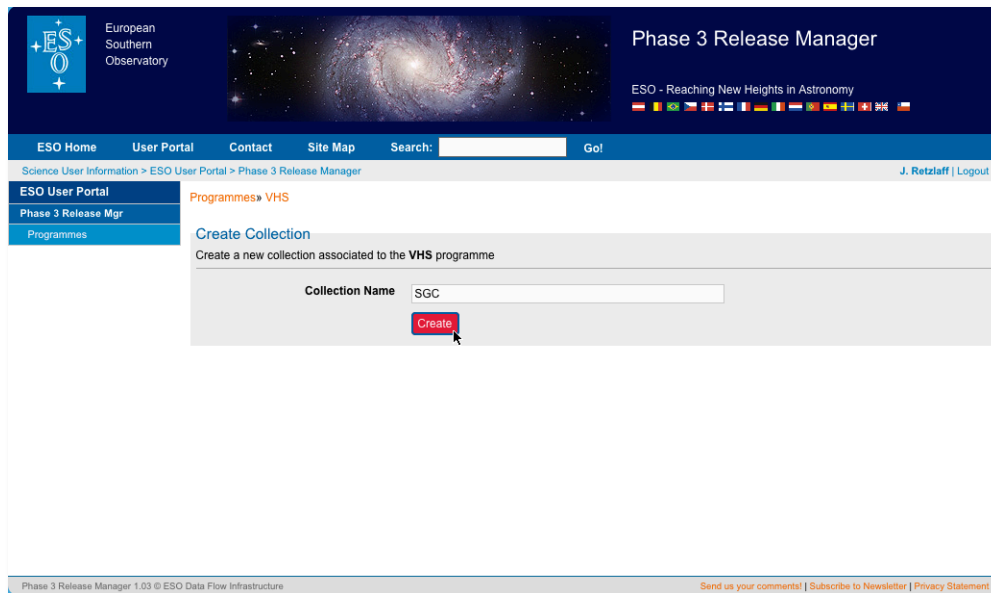 ES
O
European
Southern
Observatory
Phase 3 Release Manager
ESO - Reaching New Heights in Astronomy
ESO Home User Portal Contact Site Map Search: Go!
Science User Information > ESO User Portal > Phase 3 Release Manager J. Retzlaff | Logout
ESO User Portal
Phase 3 Release Mgr
Programmes
Programmes» VHS
Create Collection
Create a new collection associated to the VHS programme
Collection Name SGC
Create
Phase 3 Release Manager 1.03 © ESO Data Flow Infrastructure Send us your comments! | Subscribe to Newsletter | Privacy Statement